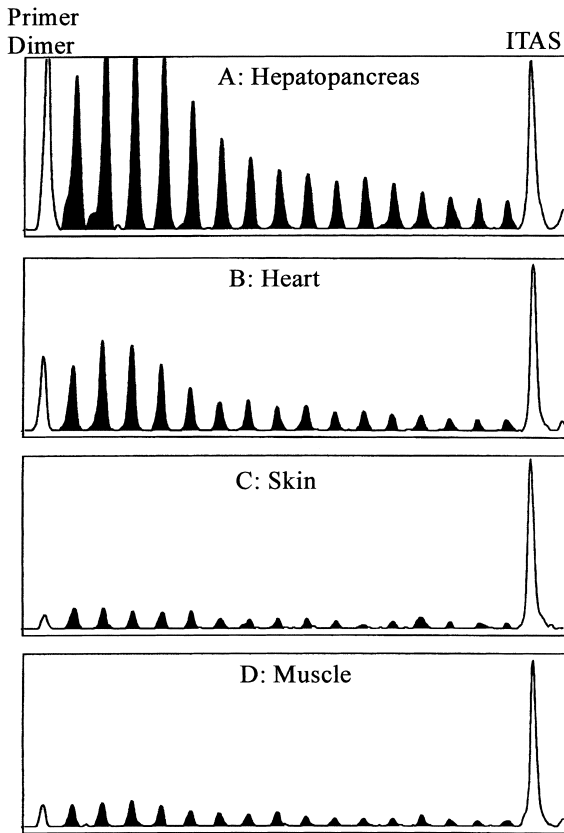 Primer
Dimer
ITAS
A: Hepatopancreas
B: Heart
C: Skin
D: Muscle